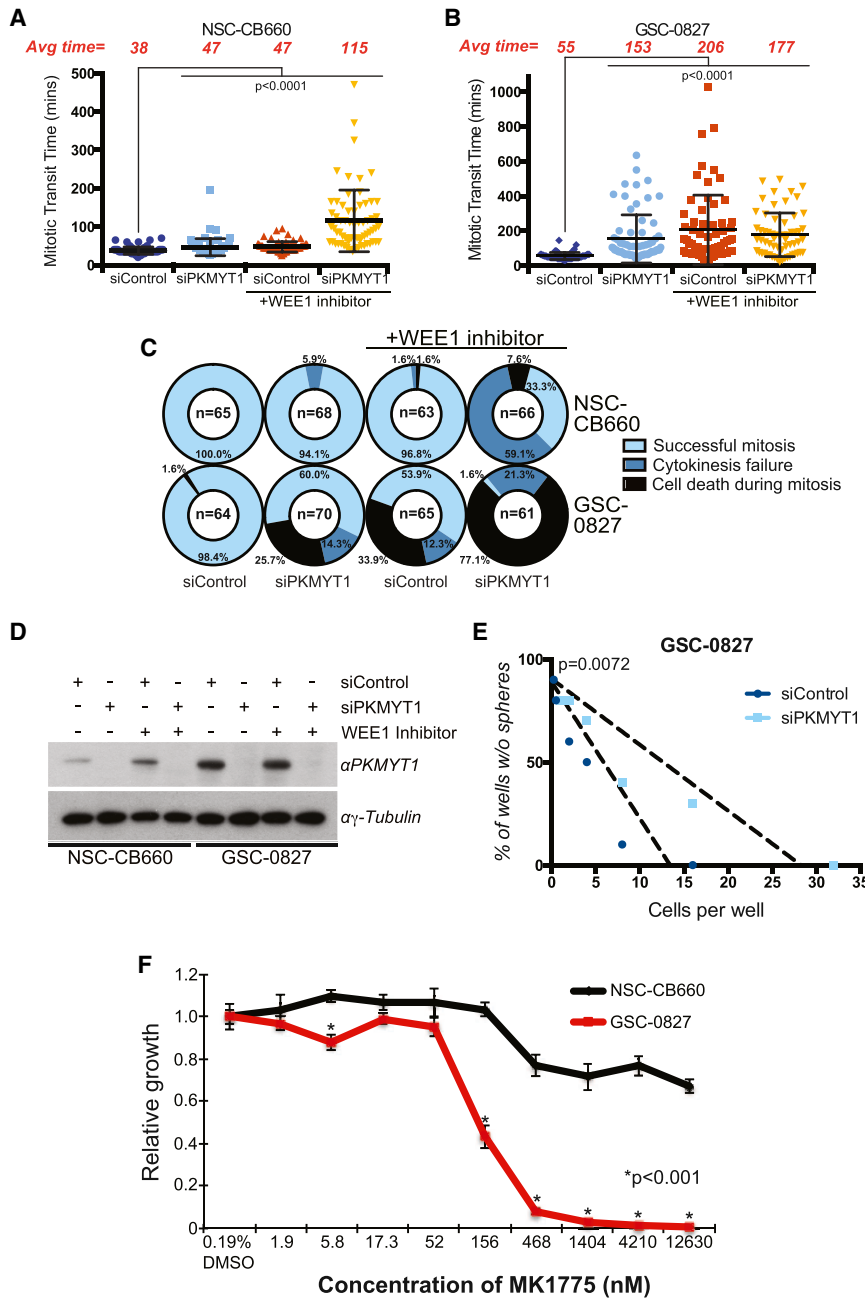 A
NSC-CB660
Avg time= 38 47 47 115
p<0.0001
Mitotic Transit Time (mins)
500
400
300
200
100
0
siControl siPKMYT1 siControl siPKMYT1
+WEE1 inhibitor
B
GSC-0827
Avg time= 55 153 206 177
p<0.0001
Mitotic Transit Time (mins)
1000
800
600
400
200
0
siControl siPKMYT1 siControl siPKMYT1
+WEE1 inhibitor
C
+WEE1 inhibitor
5.9% 1.6% 1.6% 7.6%
33.3%
n=65 n=68 n=63 n=66
100.0% 94.1% 96.8% 59.1%
NSC-
CB660
Successful mitosis
Cytokinesis failure
Cell death during mitosis
1.6% 60.0% 53.9% 1.6% 21.3%
n=64 n=70 n=65 n=61
14.3% 12.3%
98.4% 25.7% 33.9% 77.1%
GSC-
0827
siControl siPKMYT1 siControl siPKMYT1
D
+ - + - + - + - siControl
- + - + - + - + siPKMYT1
- - + + - - + + WEE1 Inhibitor
αPKMYT1
αγ-Tubulin
NSC-CB660 GSC-0827
E
GSC-0827
p=0.0072
siControl
siPKMYT1
% of wells w/o spheres
100
50
0
0 5 10 15 20 25 30 35
Cells per well
F
NSC-CB660
GSC-0827
Relative growth
1.2
1.0
0.8
0.6
0.4
0.2
0
* * * * * *
*p<0.001
0.19% 1.9 5.8 17.3 52 156 468 1404 4210 12630
DMSO
Concentration of MK1775 (nM)